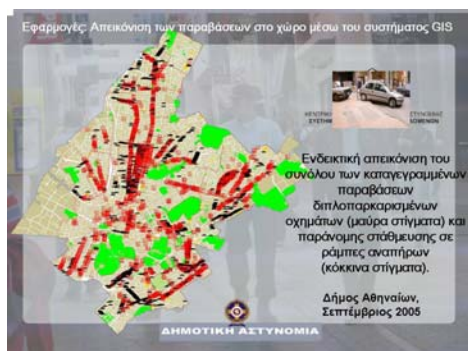 Εφαρμογές: Απεικόνιση των παραβάσεων στο χώρο μέσω του συστήματος GIS
Ενδεικτική απεικόνιση του
συνόλου των καταγεγραμμένων
παραβάσεων
διπλοπαρκαρισμένων
οχημάτων (μαύρα στίγματα) και
παράνομης στάθμευσης σε
ράμπες αναπήρων
(κόκκινα στίγματα).
Δήμος Αθηναίων,
Σεπτέμβριος 2005
ΔΗΜΟΤΙΚΗ ΑΣΤΥΝΟΜΙΑ